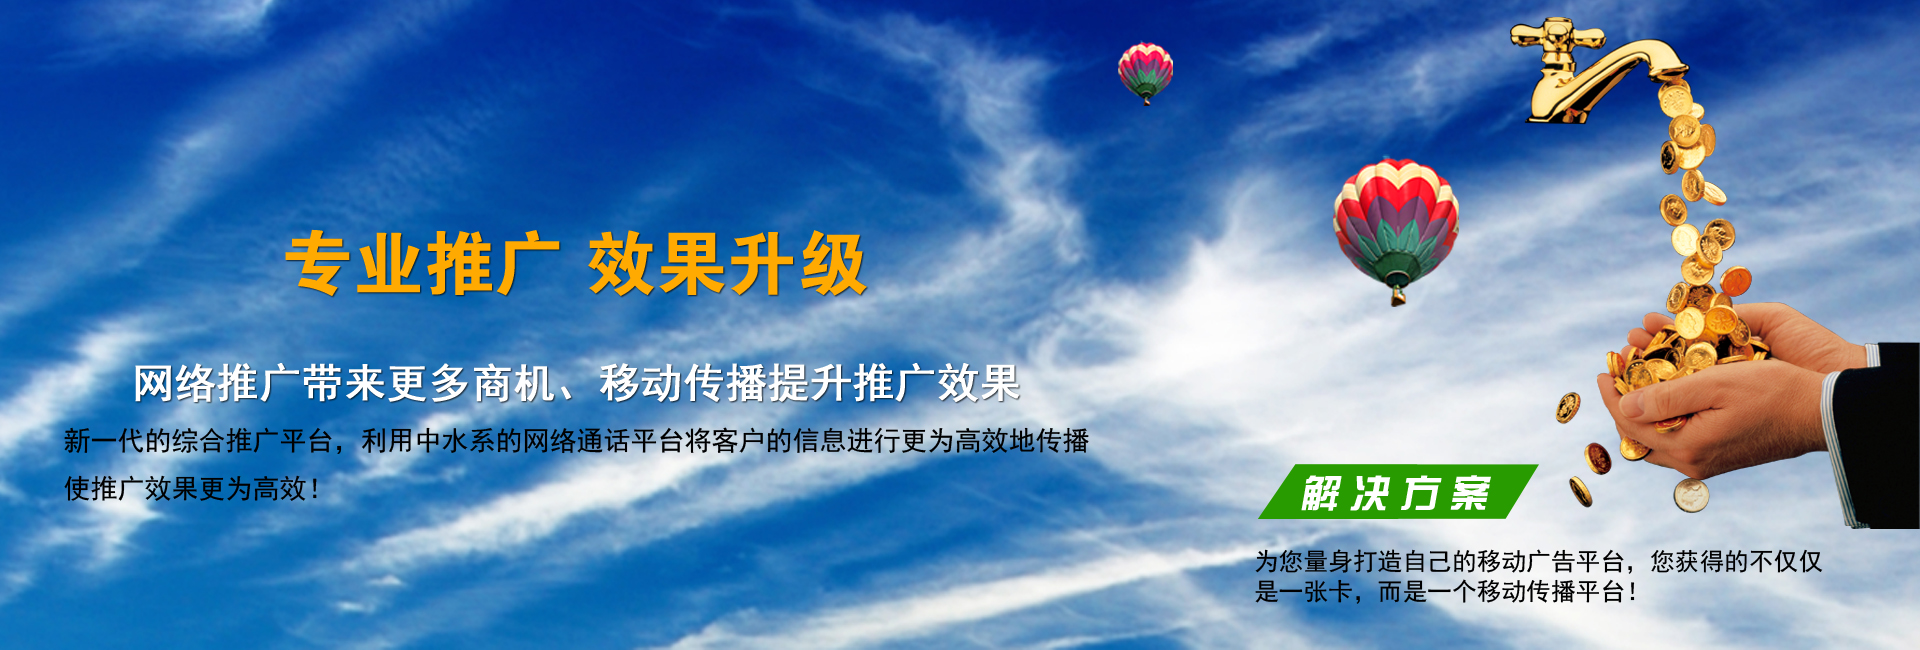 专业推广 效果升级
网络推广带来更多商机、移动传播提升推广效果
新一代的综合推广平台，利用中水系的网络通话平台将客户的信息进行更为高效地传播
使推广效果更为高效！
解决方案
为您量身打造自己的移动广告平台，您获得的不仅仅
是一张卡，而是一个移动传播平台！